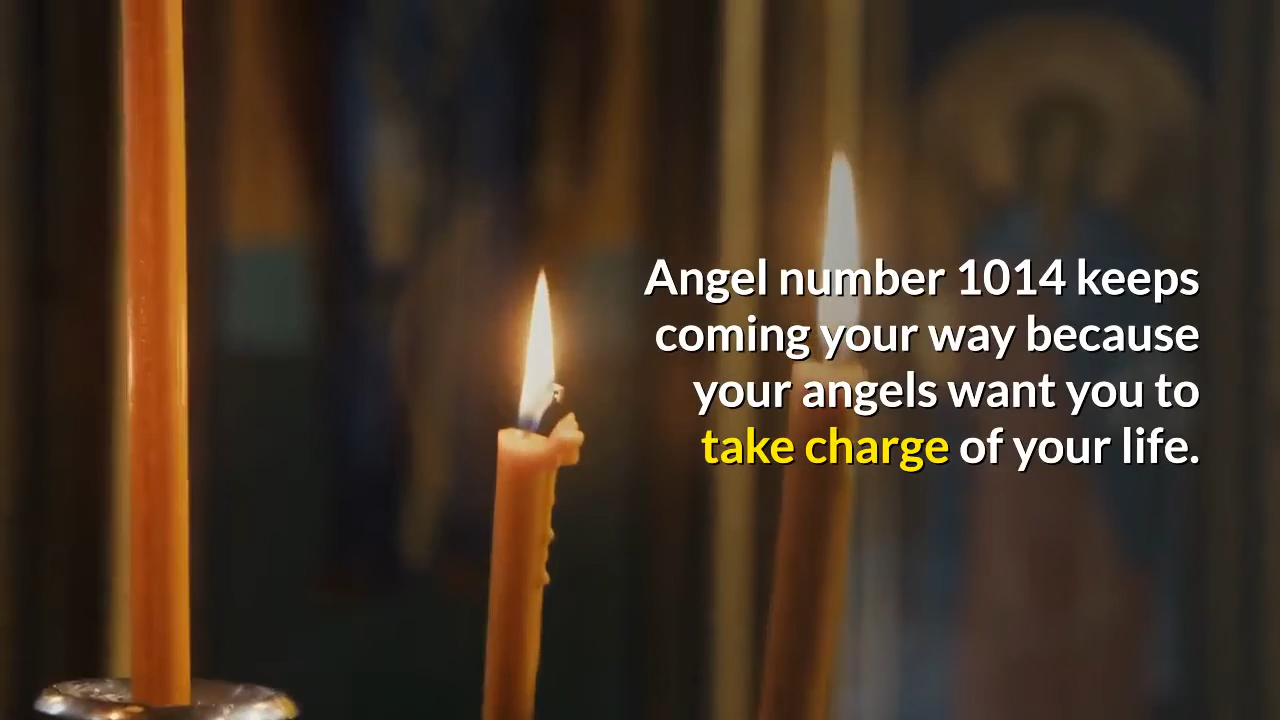 Angel number 1014 keeps
coming your way because
your angels want you to
take charge of your life.